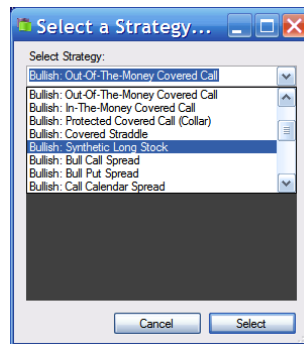 Select a Strategy...
Select Strategy:
Bullish: Out-Of-The-Money Covered Call
Bullish: Out-Of-The-Money Covered Call
Bullish: In-The-Money Covered Call
Bullish: Protected Covered Call (Collar)
Bullish: Covered Straddle
Bullish: Synthetic Long Stock
Bullish: Bull Call Spread
Bullish: Bull Put Spread
Bullish: Call Calendar Spread
Cancel Select